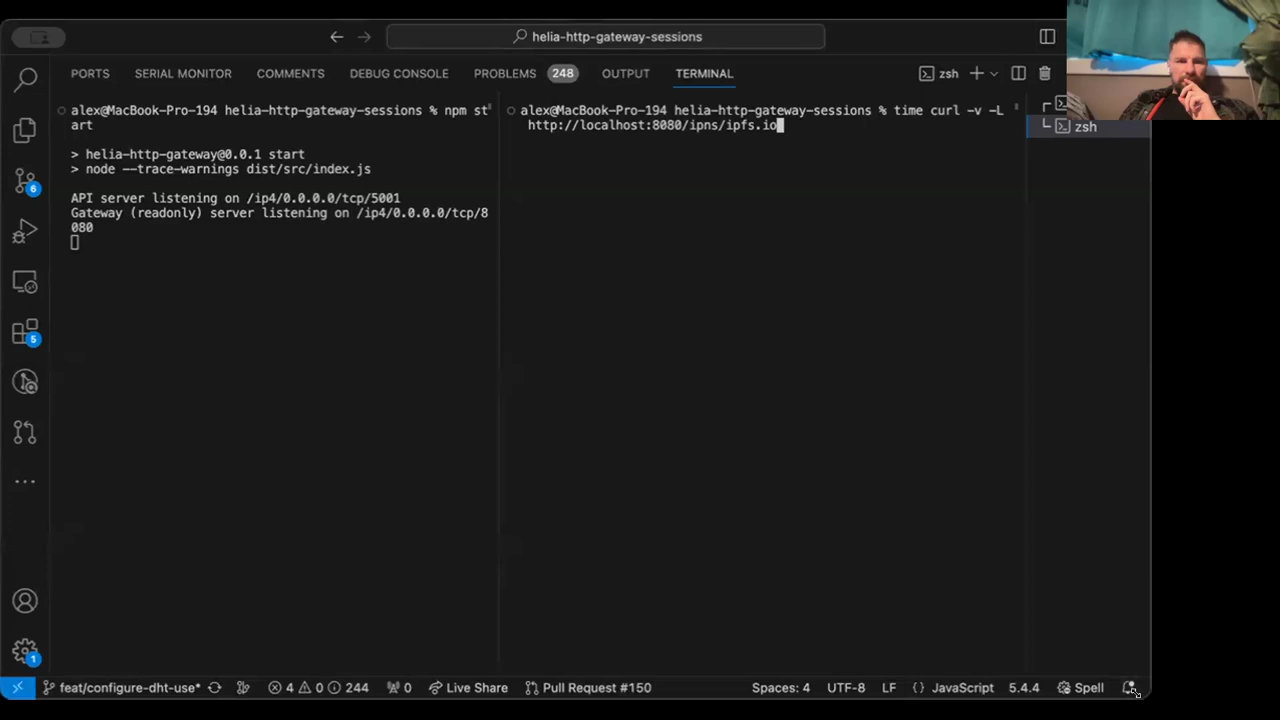 helia-http-gateway-sessions
PORTS SERIAL MONITOR COMMENTS DEBUG CONSOLE PROBLEMS 248 OUTPUT TERMINAL zsh
alex@MacBook-Pro-194 helia-http-gateway-sessions % npm st
art
> helia-http-gateway@0.0.1 start
> node --trace-warnings dist/src/index.js
API server listening on /ip4/0.0.0.0/tcp/5001
Gateway (readonly) server listening on /ip4/0.0.0.0/tcp/8
080
alex@MacBook-Pro-194 helia-http-gateway-sessions % time curl -v -L
http://localhost:8080/ipns/ipfs.io
zsh
6
5
1
feat/configure-dht-use* 4 0 244 0 Live Share Pull Request #150 Spaces: 4 UTF-8 LF {} JavaScript 5.4.4 Spell